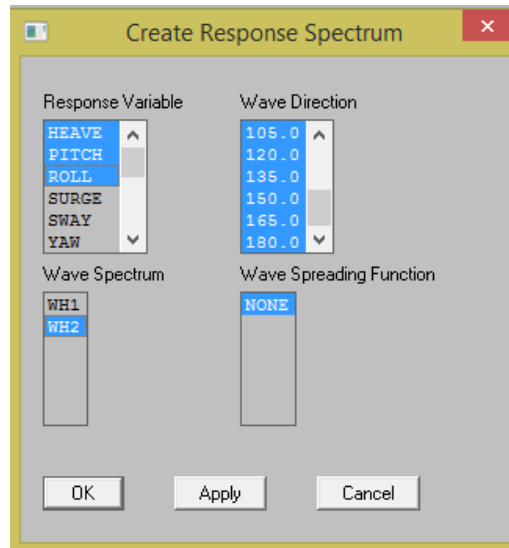 Create Response Spectrum
Response Variable
HEAVE
PITCH
ROLL
SURGE
SWAY
YAW
Wave Direction
105.0
120.0
135.0
150.0
165.0
180.0
Wave Spectrum
WH1
WH2
Wave Spreading Function
NONE
OK Apply Cancel